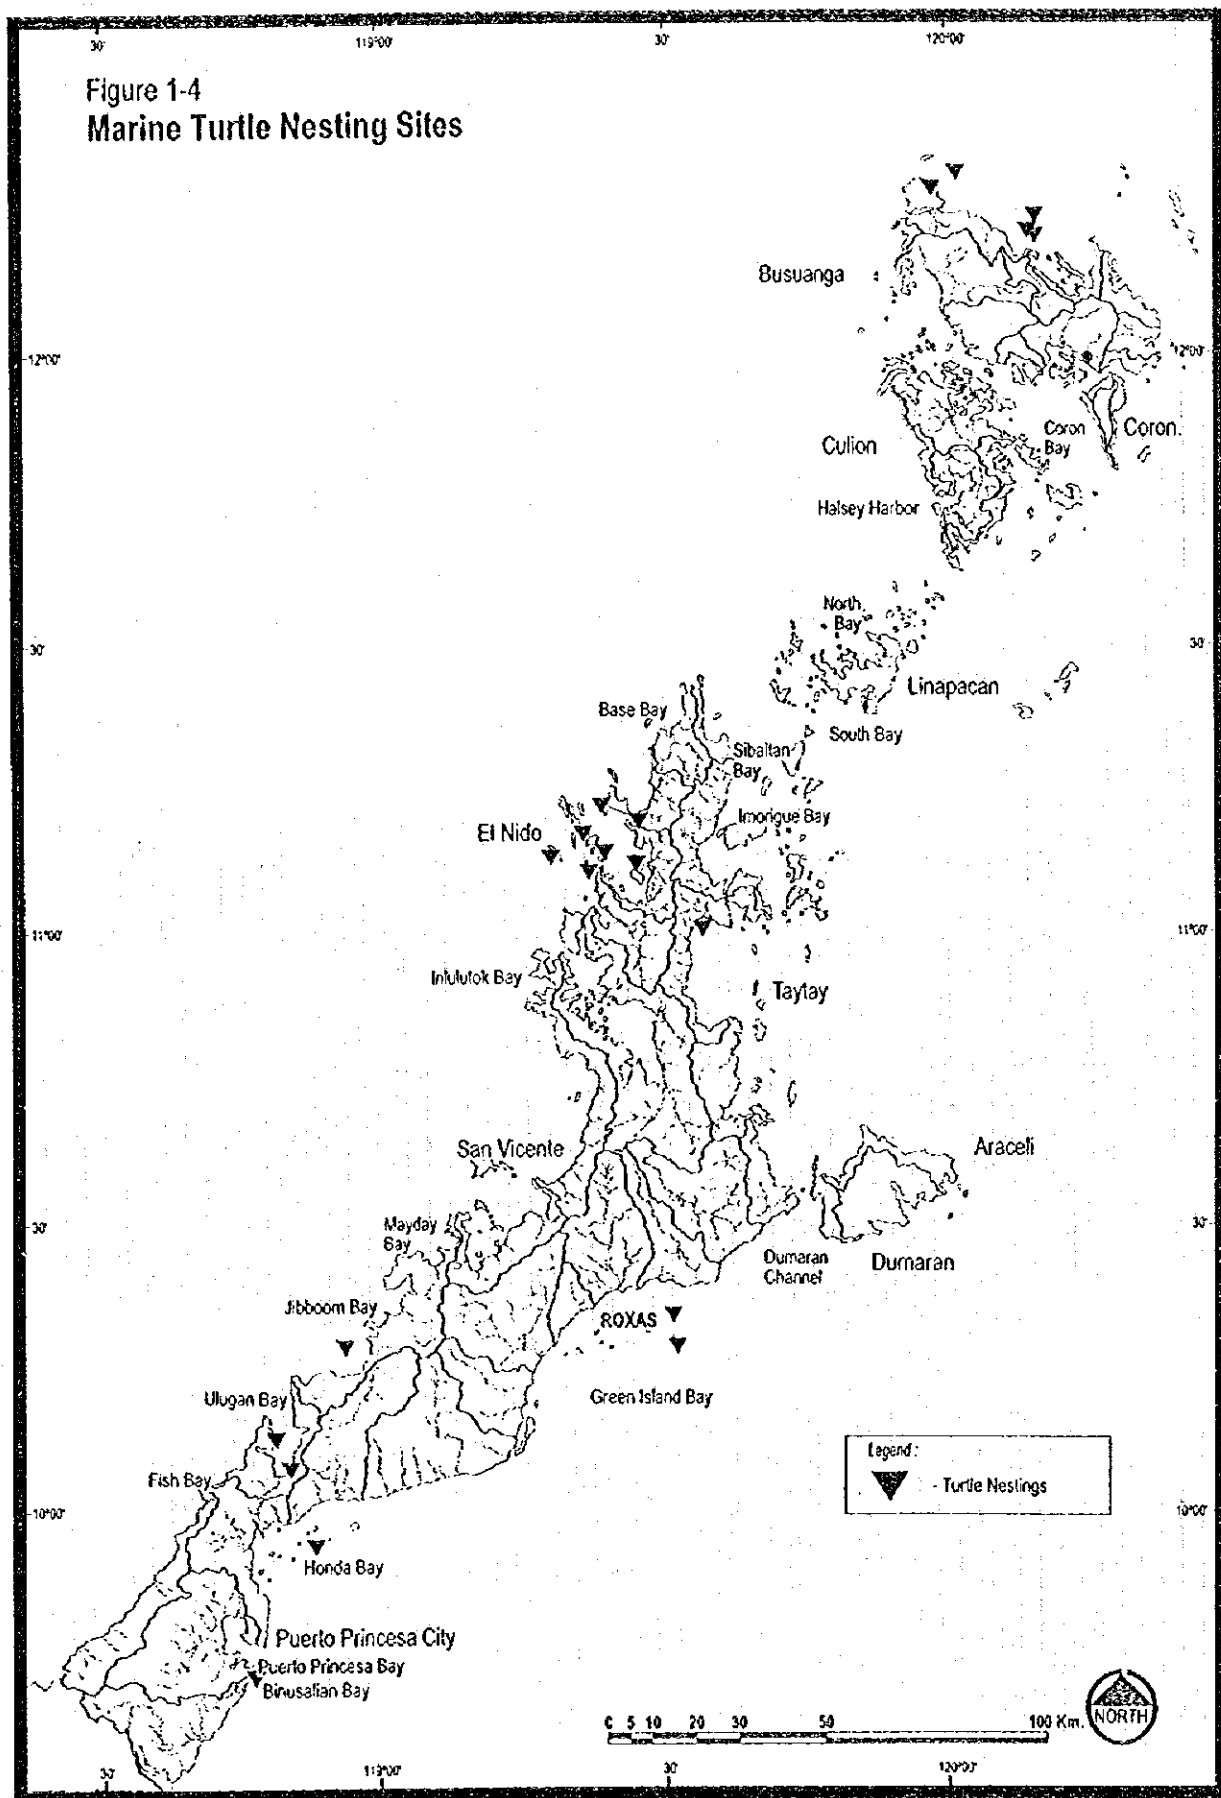 30'
119°00'
30'
120°00'
Figure 1-4
Marine Turtle Nesting Sites
Busuanga
12°00'
12°00'
Culion
Coron
Bay
Coron
Halsey Harbor
North
Bay
30'
30'
Linapacan
Base Bay
South Bay
Sibaltan
Bay
Imorigue Bay
El Nido
11°00'
11°00'
Inlulutok Bay
Taytay
San Vicente
Araceli
Mayday
Bay
30'
30'
Dumaran
Channel
Dumaran
Jibboom Bay
ROXAS
Ulugan Bay
Green Island Bay
Legend :
- Turtle Nestings
Fish Bay
10°00'
10°00'
Honda Bay
Puerto Princesa City
Puerto Princesa Bay
Binusalian Bay
0 5 10 20 30 50 100 Km.
NORTH
30'
119°00'
30'
120°00'